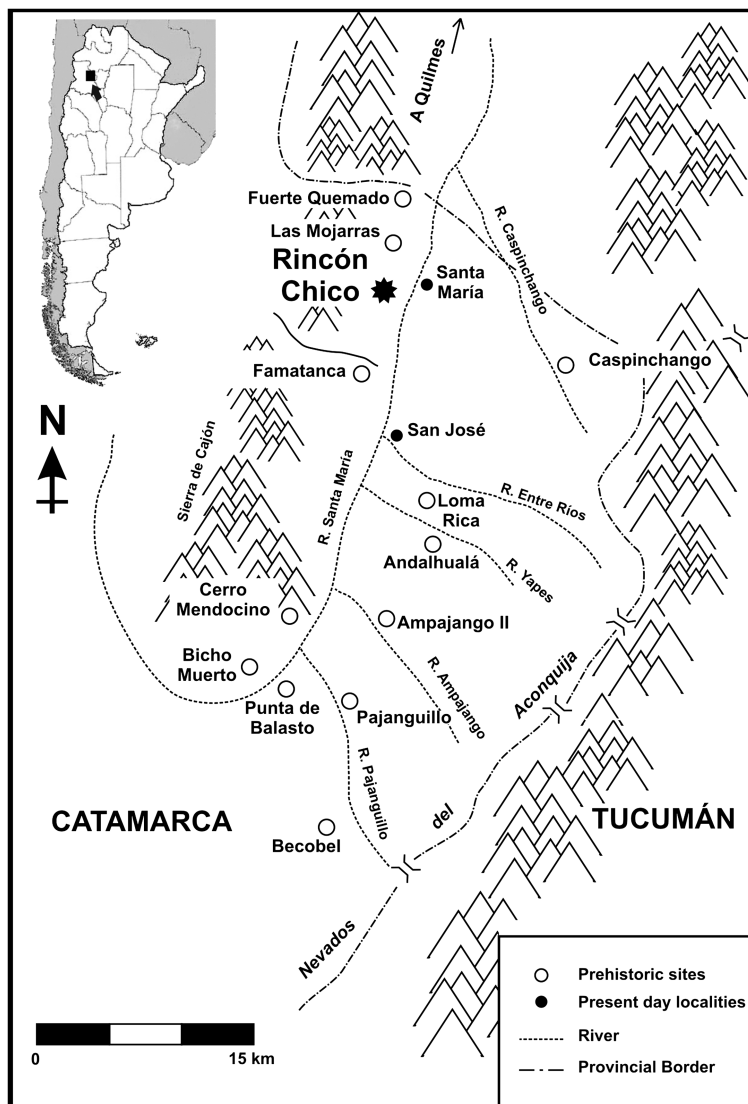 A Quilmes
Fuerte Quemado
Las Mojarras
Rincón
Chico
Santa
María
R. Caspinchango
Caspinchango
Famatanca
N
San José
Sierra de Cajón
R. Santa María
Loma
Rica
R. Entre Ríos
Andalhualá
R. Yapes
Cerro
Mendocino
Ampajango II
Bicho
Muerto
R. Ampajango
Aconquija
Punta de
Balasto
Pajanguillo
R. Pajanguillo
CATAMARCA
del
TUCUMÁN
Becobel
Nevados
Prehistoric sites
Present day localities
River
Provincial Border
0
15 km